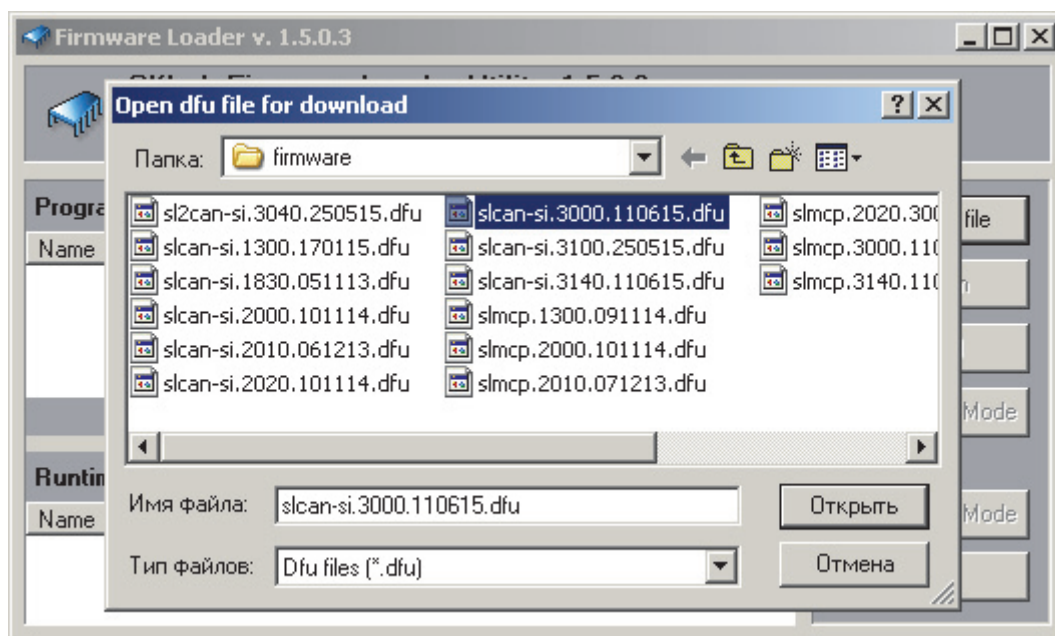 Firmware Loader v. 1.5.0.3
Open dfu file for download
Папка: firmware
sl2can-si.3040.250515.dfu
slcan-si.1300.170115.dfu
slcan-si.1830.051113.dfu
slcan-si.2000.101114.dfu
slcan-si.2010.061213.dfu
slcan-si.2020.101114.dfu
slcan-si.3000.110615.dfu
slcan-si.3100.250515.dfu
slcan-si.3140.110615.dfu
slmcp.1300.091114.dfu
slmcp.2000.101114.dfu
slmcp.2010.071213.dfu
slmcp.2020.300
slmcp.3000.110
slmcp.3140.110
Имя файла: slcan-si.3000.110615.dfu
Открыть
Тип файлов: Dfu files (*.dfu)
Отмена
Progra
Name
Runtin
Name
file
Mode
Mode